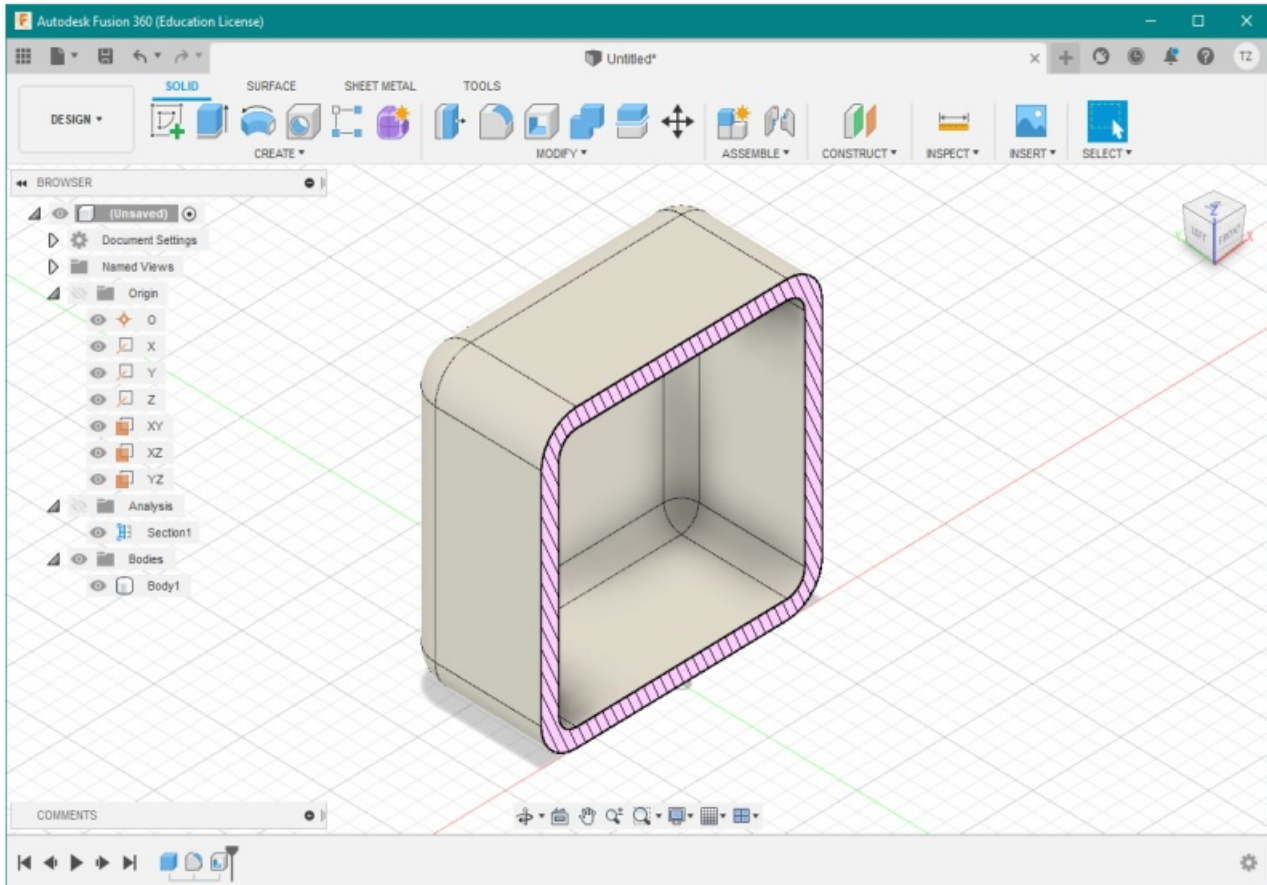 Autodesk Fusion 360 (Education License)
Untitled*
TZ
SOLID SURFACE SHEET METAL TOOLS
DESIGN
CREATE MODIFY ASSEMBLE CONSTRUCT INSPECT INSERT SELECT
BROWSER
(Unsaved)
Document Settings
Named Views
Origin
O
X
Y
Z
XY
XZ
YZ
Analysis
Section1
Bodies
Body1
Z
LEFT FRONT
Y X
COMMENTS